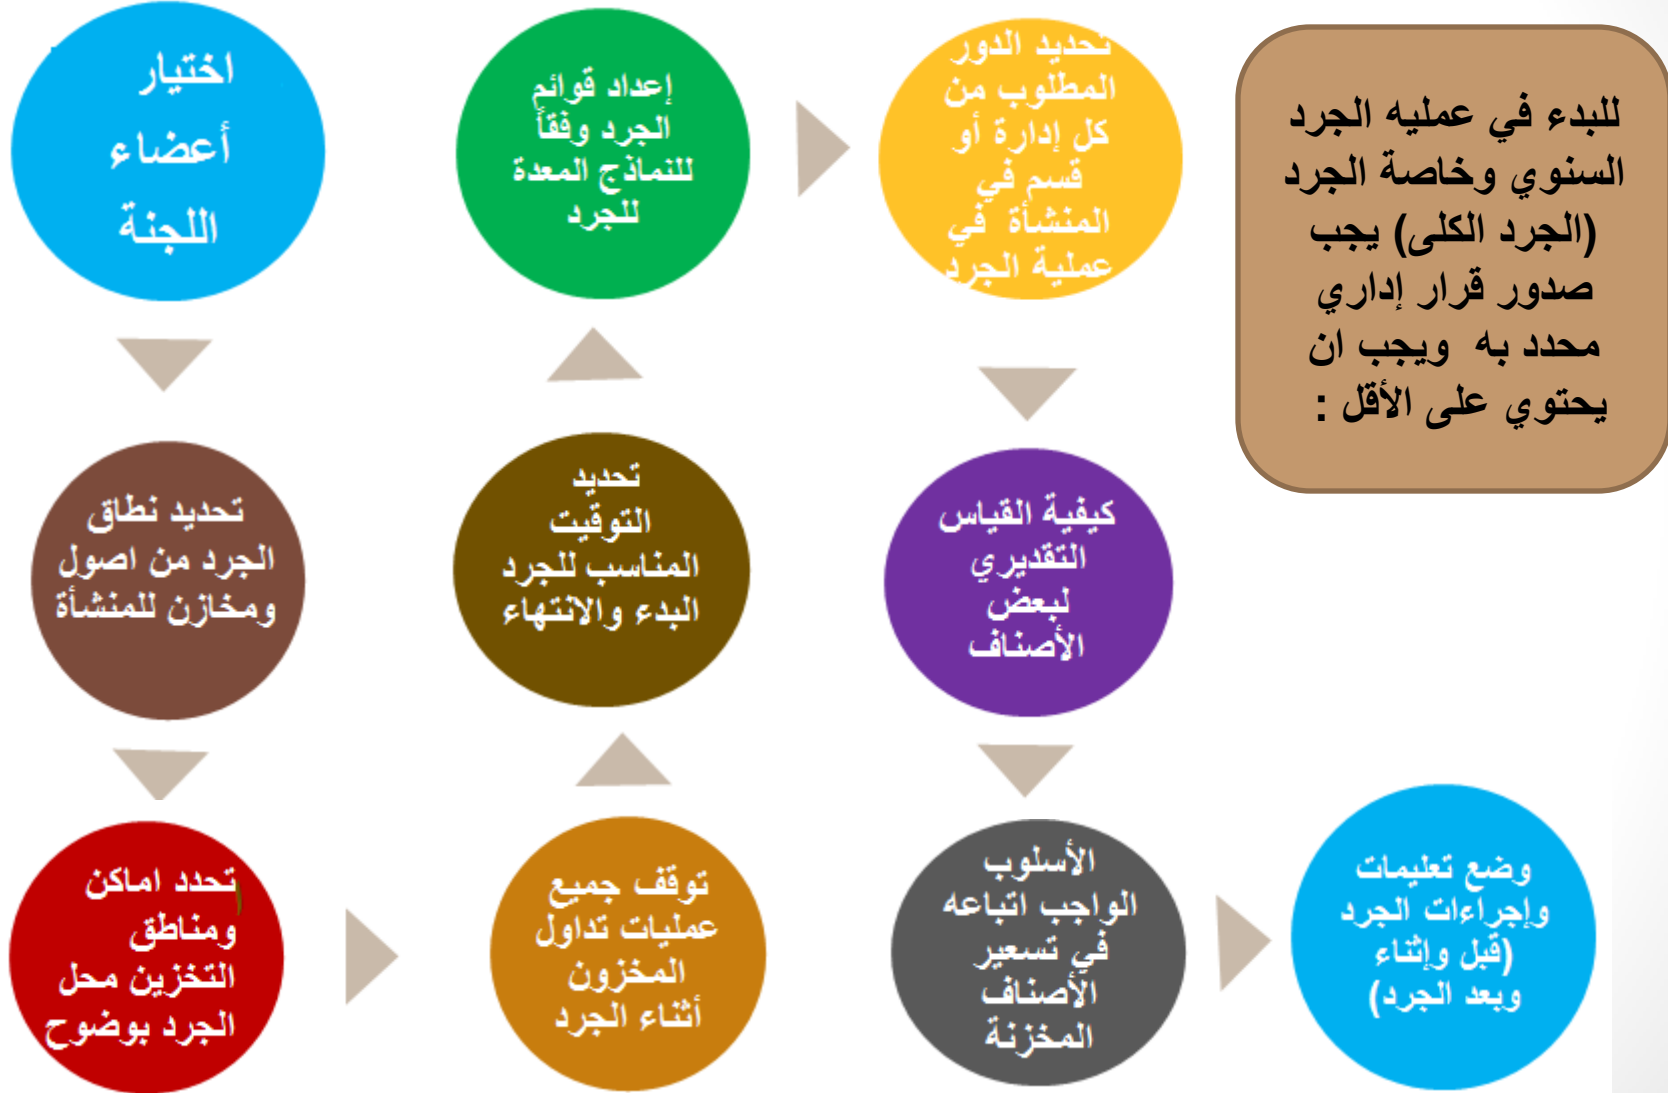 للبدء في عمليه الجرد
السنوي وخاصة الجرد
(الجرد الكلى) يجب
صدور قرار إداري
محدد به ويجب ان
يحتوي على الأقل :
اختيار
أعضاء
اللجنة
تحديد نطاق
الجرد من اصول
ومخازن للمنشأة
تحدد اماكن
ومناطق
التخزين محل
الجرد بوضوح
توقف جميع
عمليات تداول
المخزون
أثناء الجرد
تحديد
التوقيت
المناسب للجرد
البدء والانتهاء
إعداد قوائم
الجرد وفقاً
للنماذج المعدة
للجرد
تحديد الدور
المطلوب من
كل إدارة أو
قسم في
المنشأة في
عملية الجرد
كيفية القياس
التقديري
لبعض
الأصناف
الأسلوب
الواجب اتباعه
في تسعير
الأصناف
المخزنة
وضع تعليمات
وإجراءات الجرد
(قبل وإثناء
وبعد الجرد)